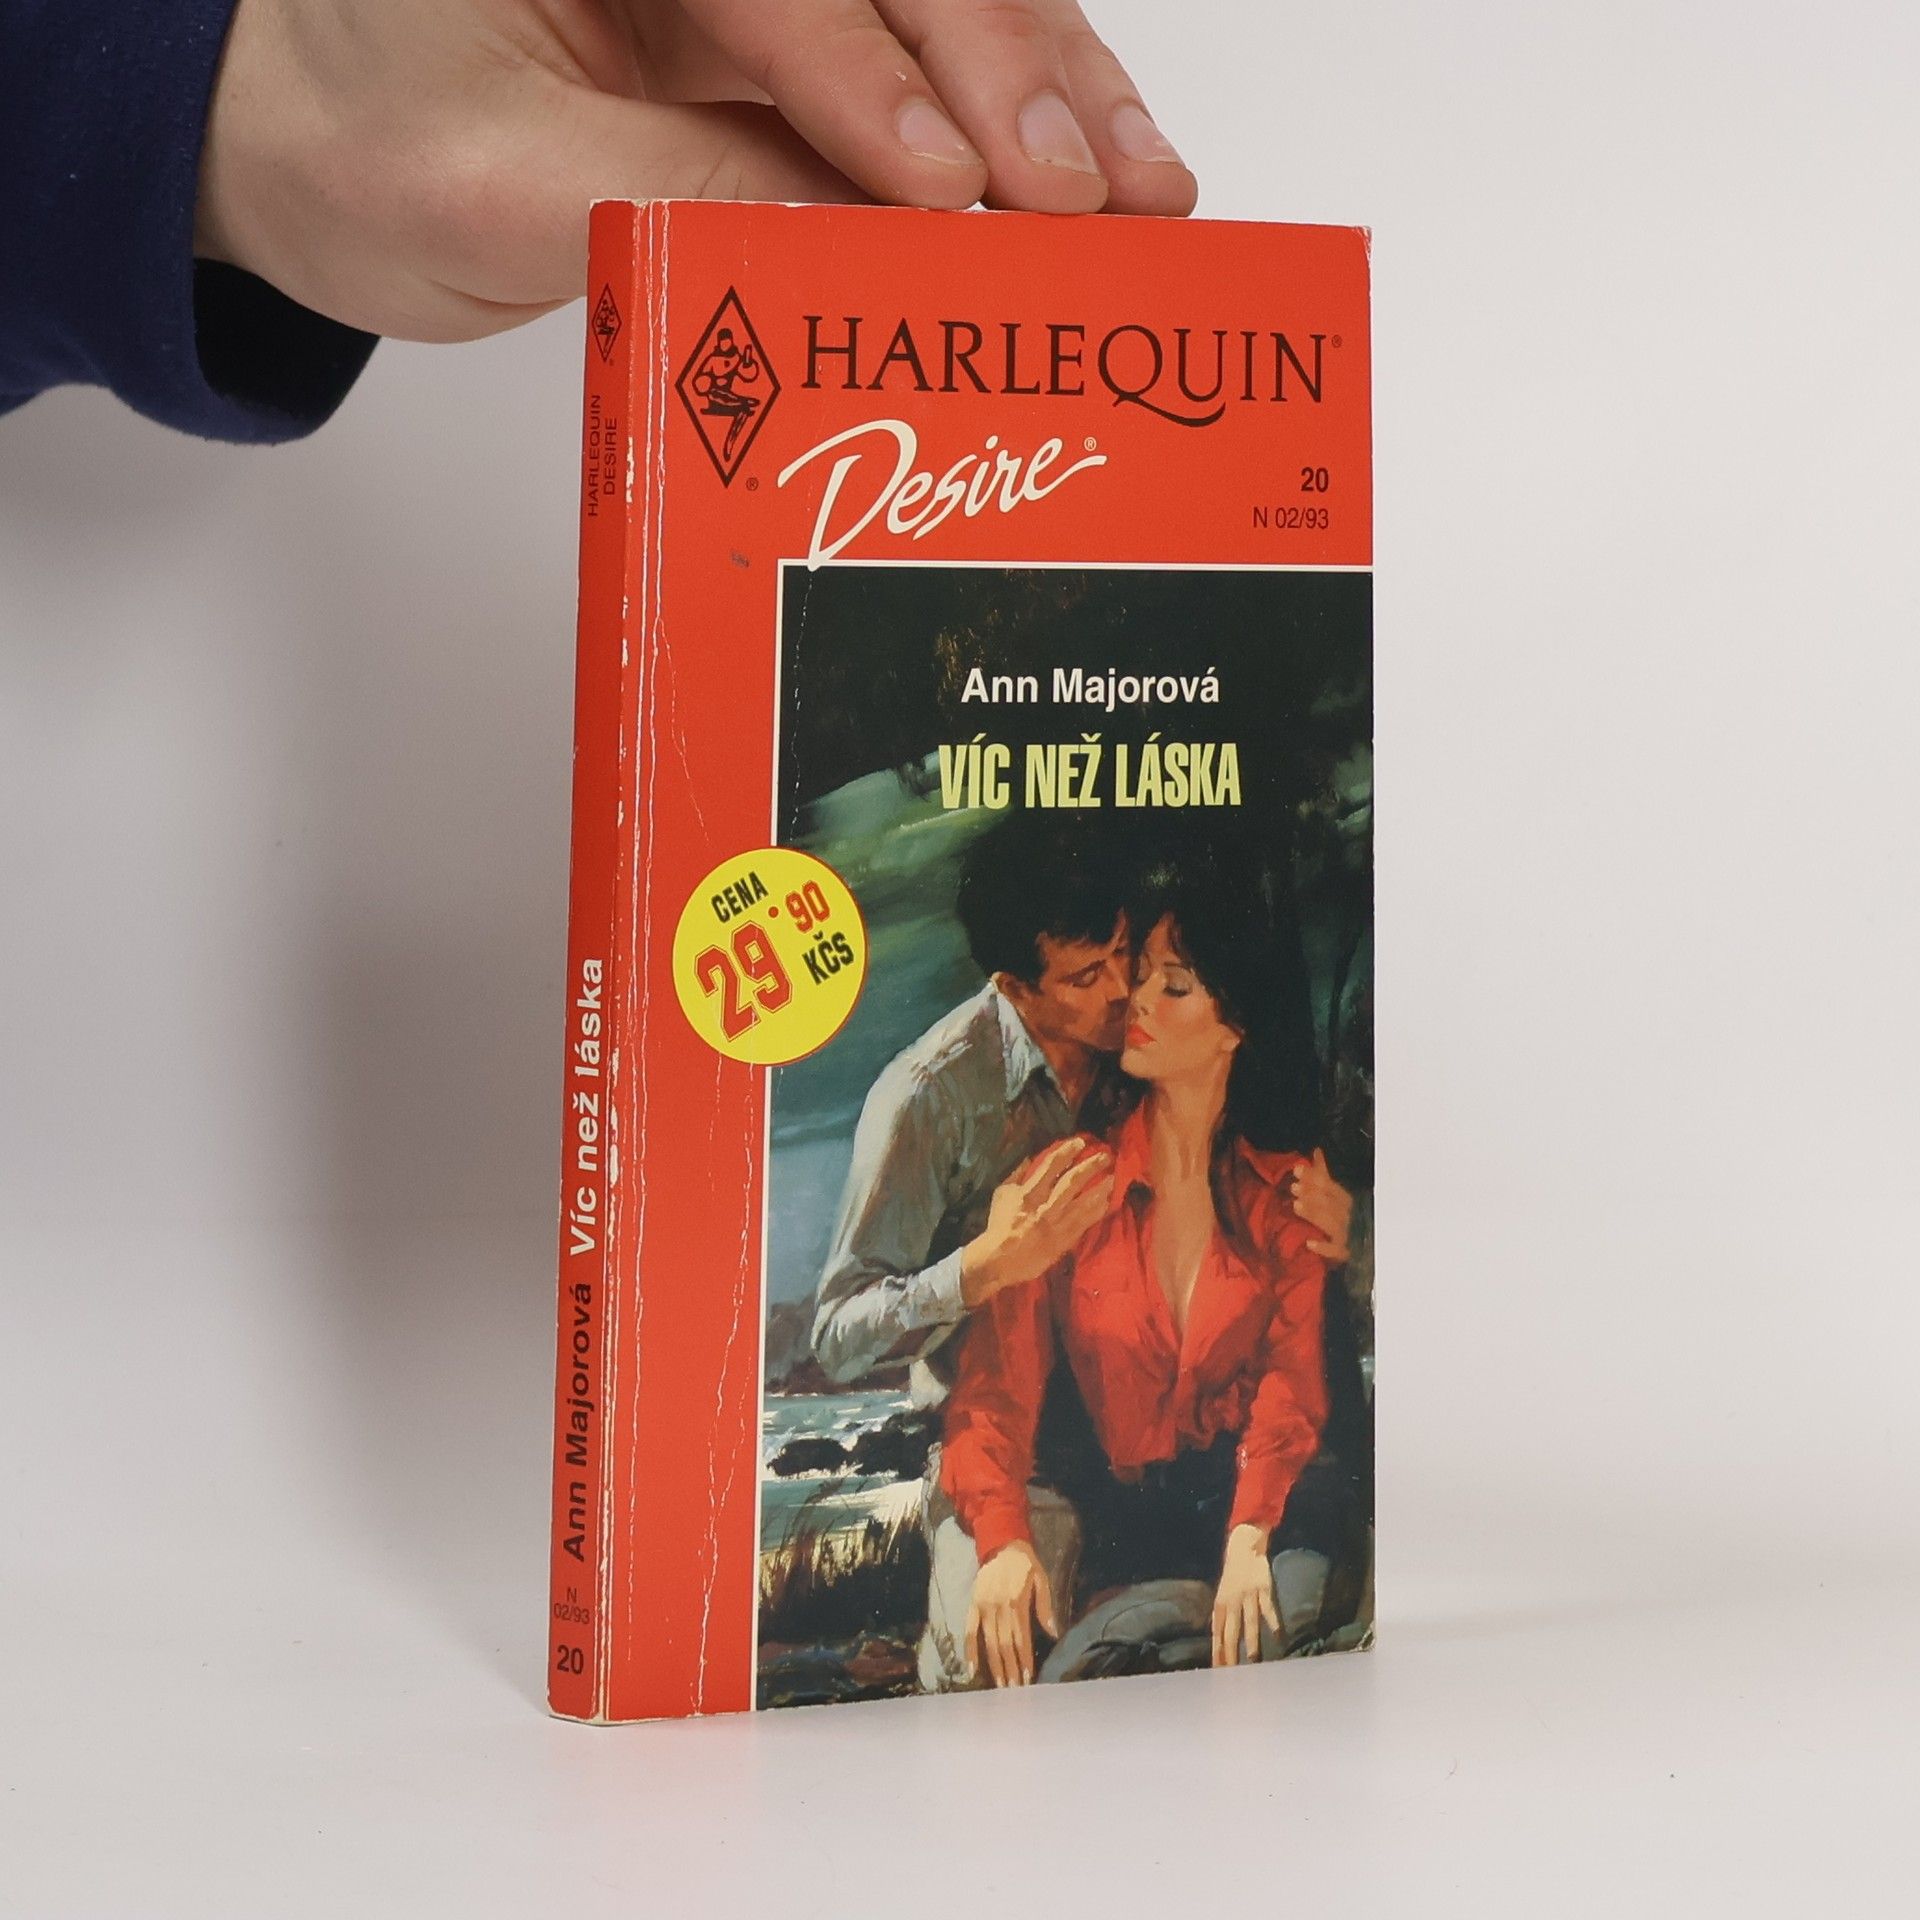 HARLEQUIN®
Desire®
®
20
N 02/93
Ann Majorová
VÍC NEŽ LÁSKA
CENA
29.90
KČS
HARLEQUIN
DESIRE
®
Ann Majorová Víc než láska
N
02/93
20